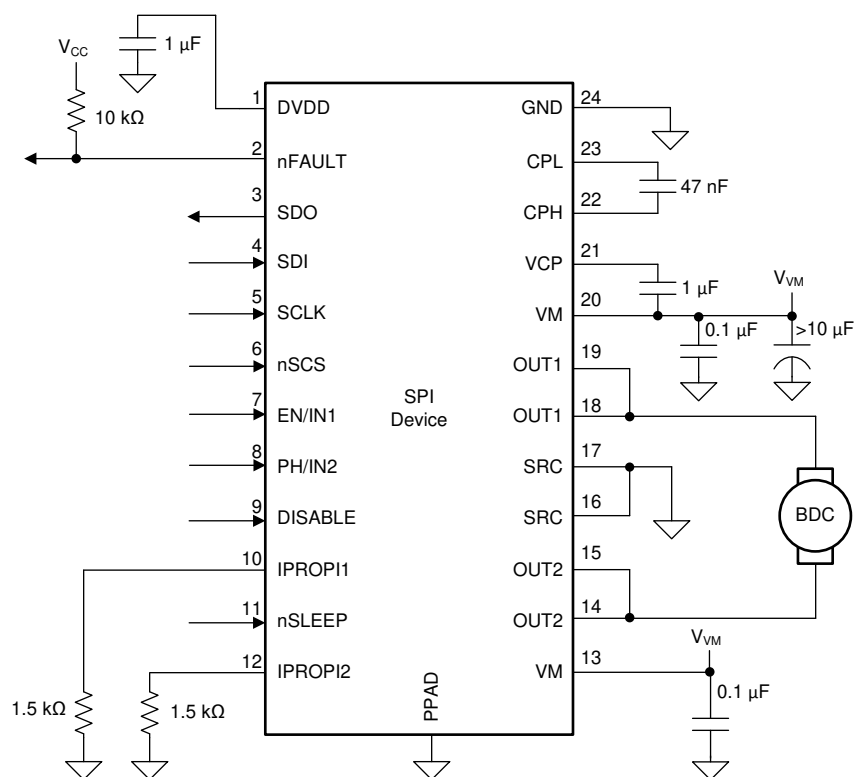 1 µF
V_CC
10 kΩ
1 DVDD
2 nFAULT
3 SDO
4 SDI
5 SCLK
6 nSCS
7 EN/IN1
8 PH/IN2
9 DISABLE
10 IPROPI1
11 nSLEEP
12 IPROPI2
1.5 kΩ
1.5 kΩ
SPI
Device
PPAD
GND 24
CPL 23
47 nF
CPH 22
VCP 21
1 µF
V_VM
VM 20
0.1 µF
>10 µF
OUT1 19
OUT1 18
SRC 17
SRC 16
BDC
OUT2 15
OUT2 14
V_VM
VM 13
0.1 µF